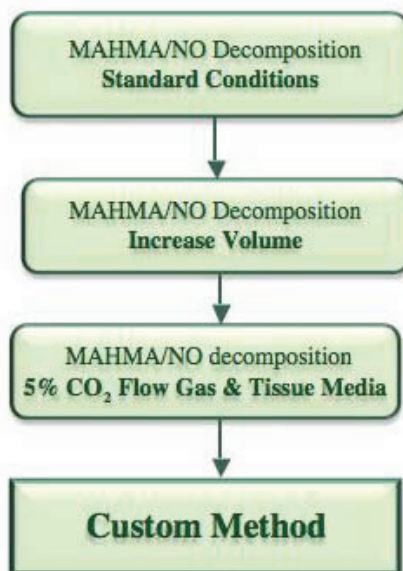 MAHMA/NO Decomposition
Standard Conditions
MAHMA/NO Decomposition
Increase Volume
MAHMA/NO decomposition
5% CO₂ Flow Gas & Tissue Media
Custom Method